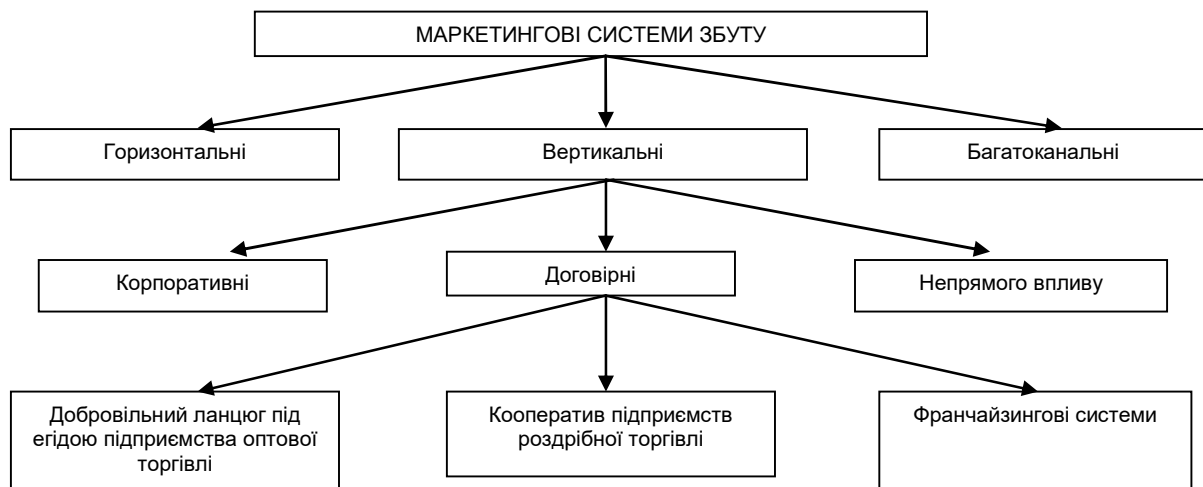 МАРКЕТИНГОВІ СИСТЕМИ ЗБУТУ
Горизонтальні
Вертикальні
Багатоканальні
Корпоративні
Договірні
Непрямого впливу
Добровільний ланцюг під
егідою підприємства оптової
торгівлі
Кооператив підприємств
роздрібної торгівлі
Франчайзингові системи